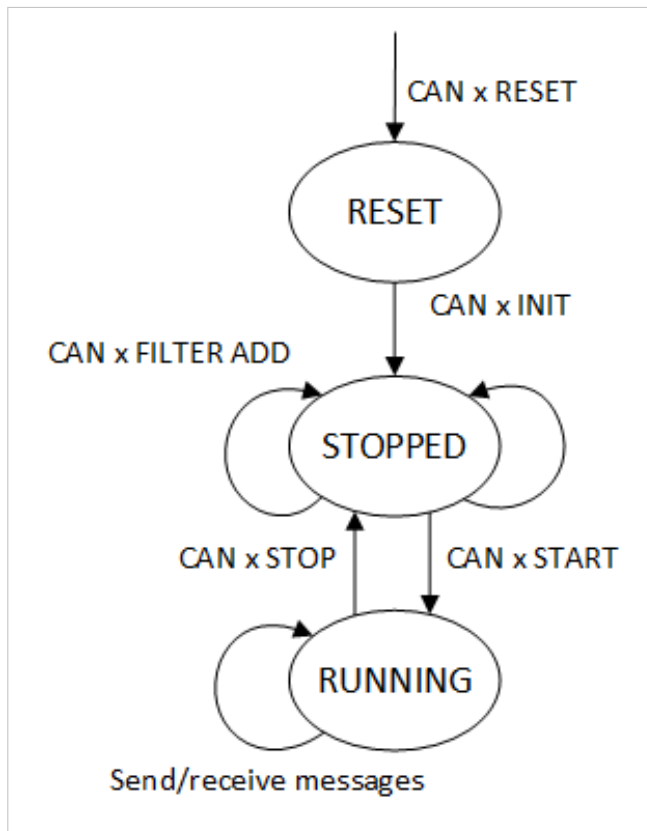 CAN x RESET
RESET
CAN x INIT
CAN x FILTER ADD
STOPPED
CAN x STOP
CAN x START
RUNNING
Send/receive messages